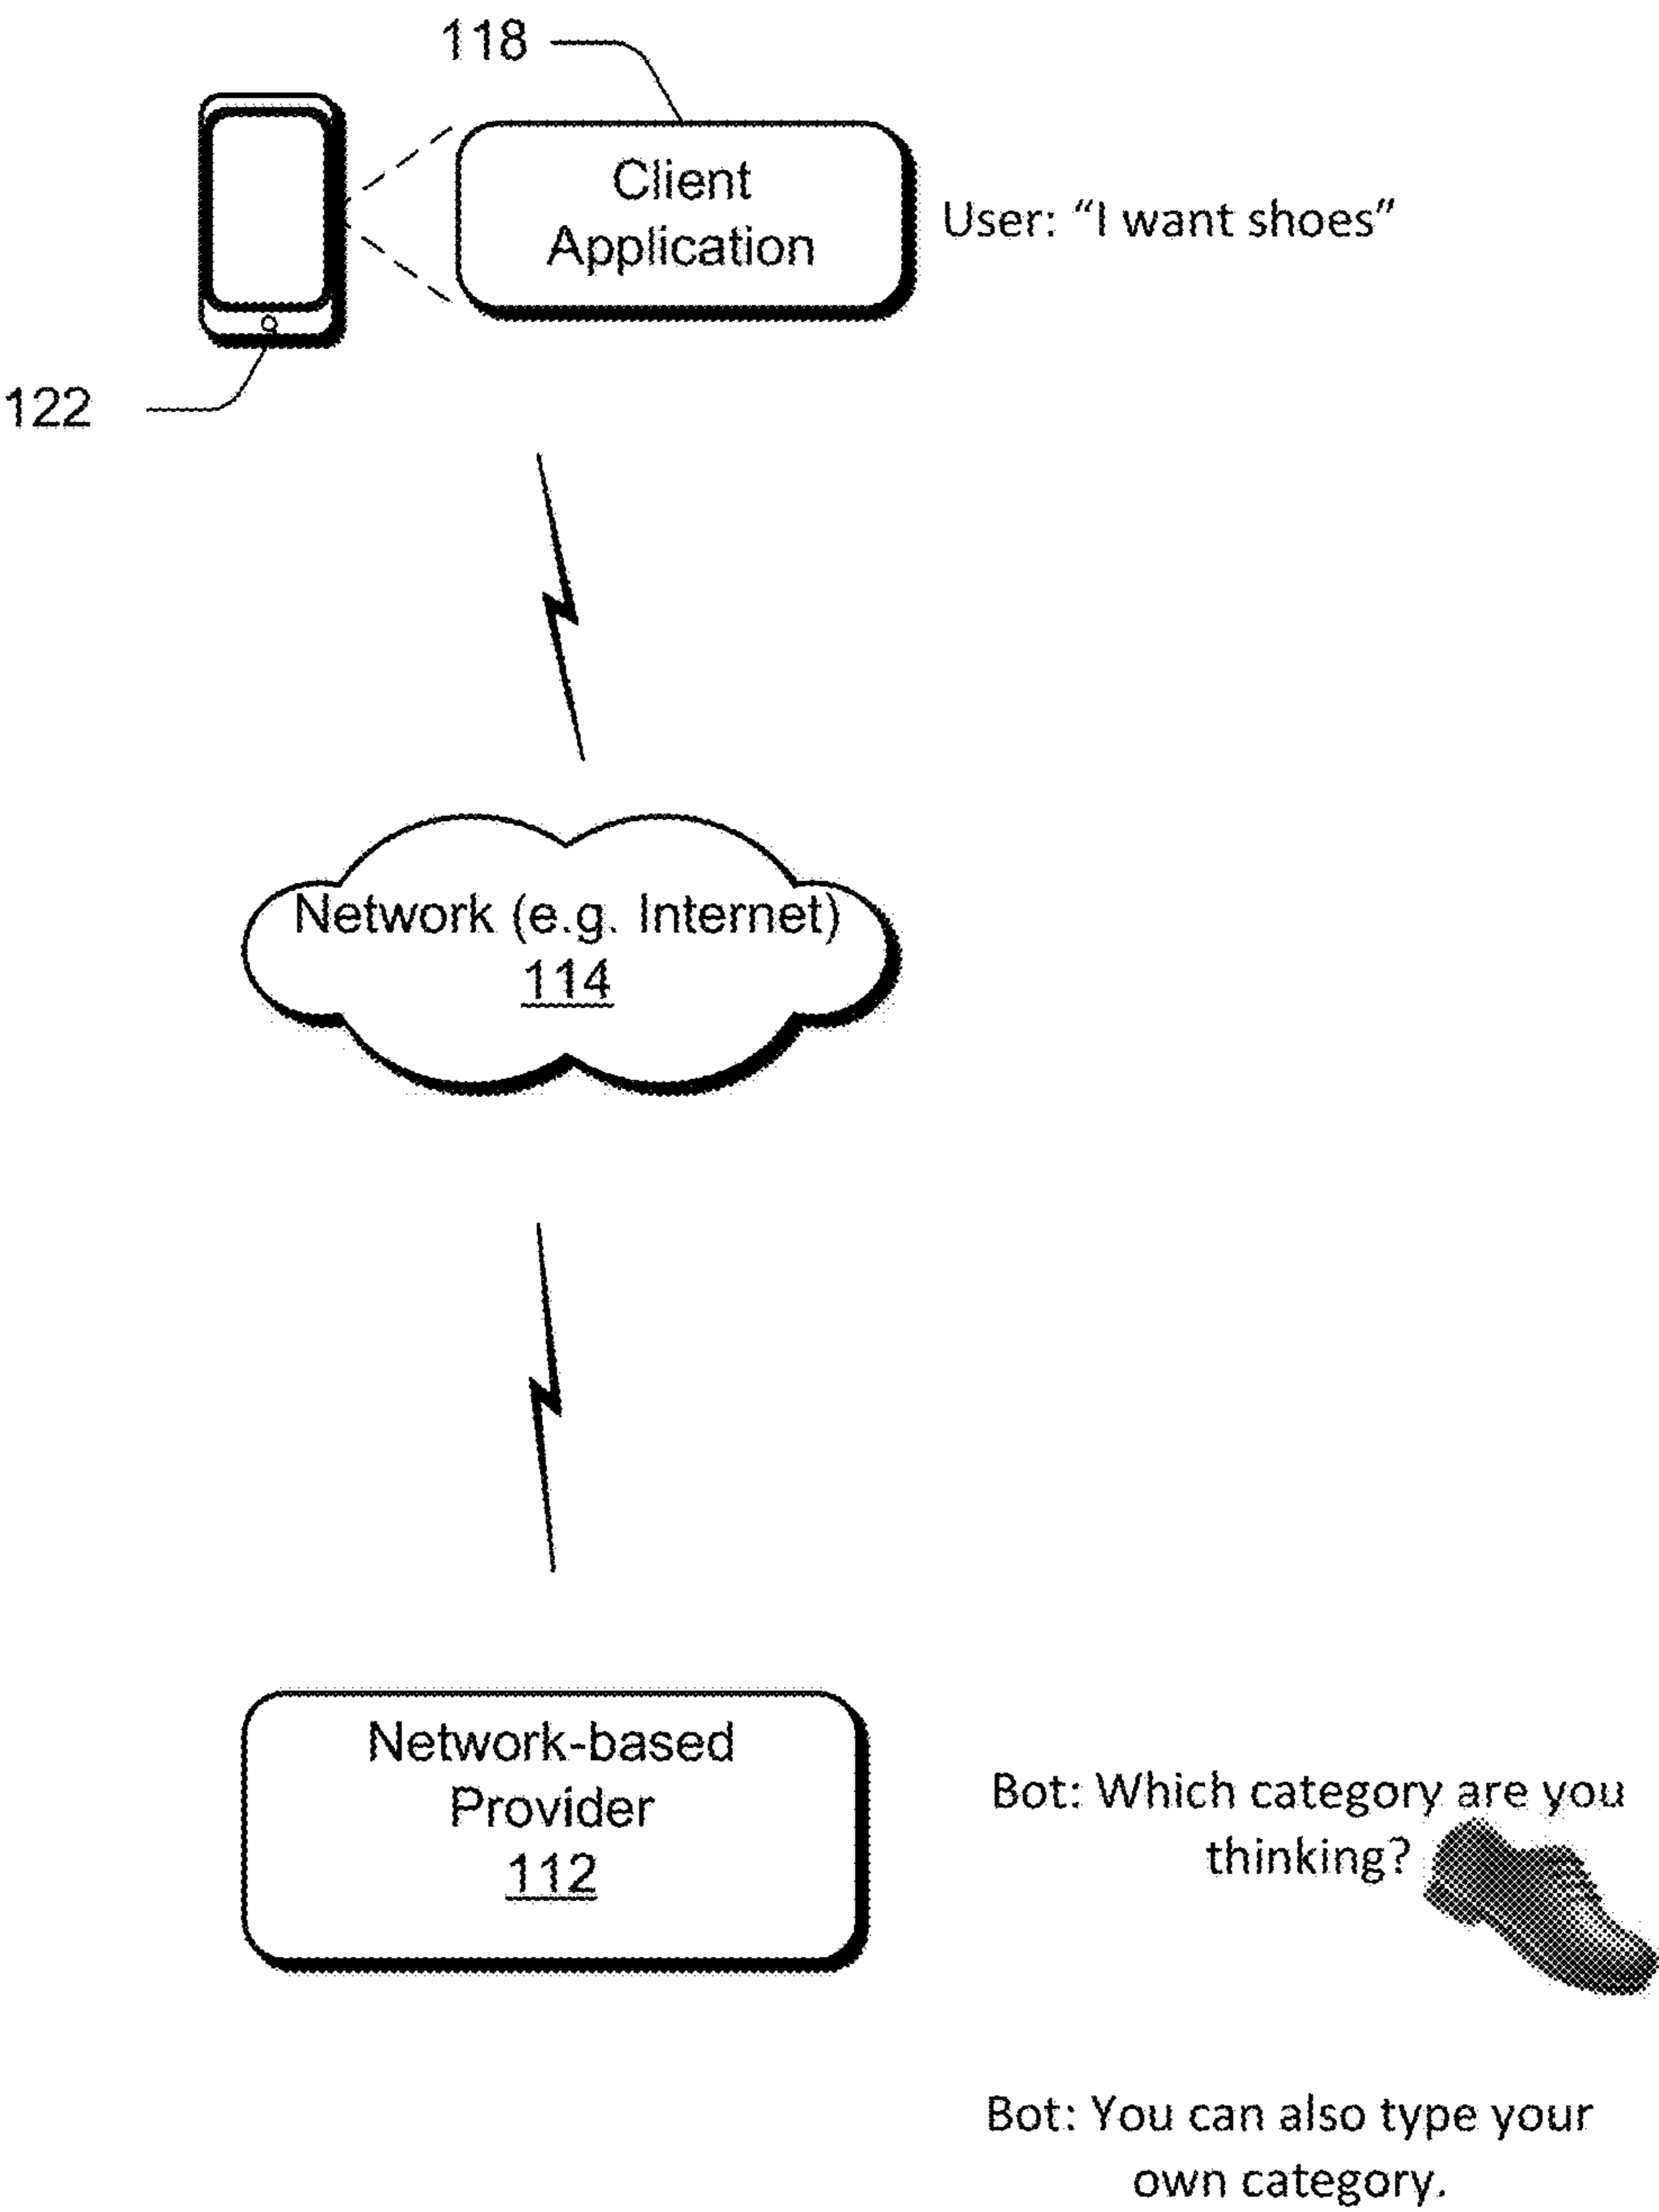 118
Client
Application
User: “I want shoes”
122
Network (e.g. Internet)
114
Network-based
Provider
112
Bot: Which category are you
thinking?
Bot: You can also type your
own category.